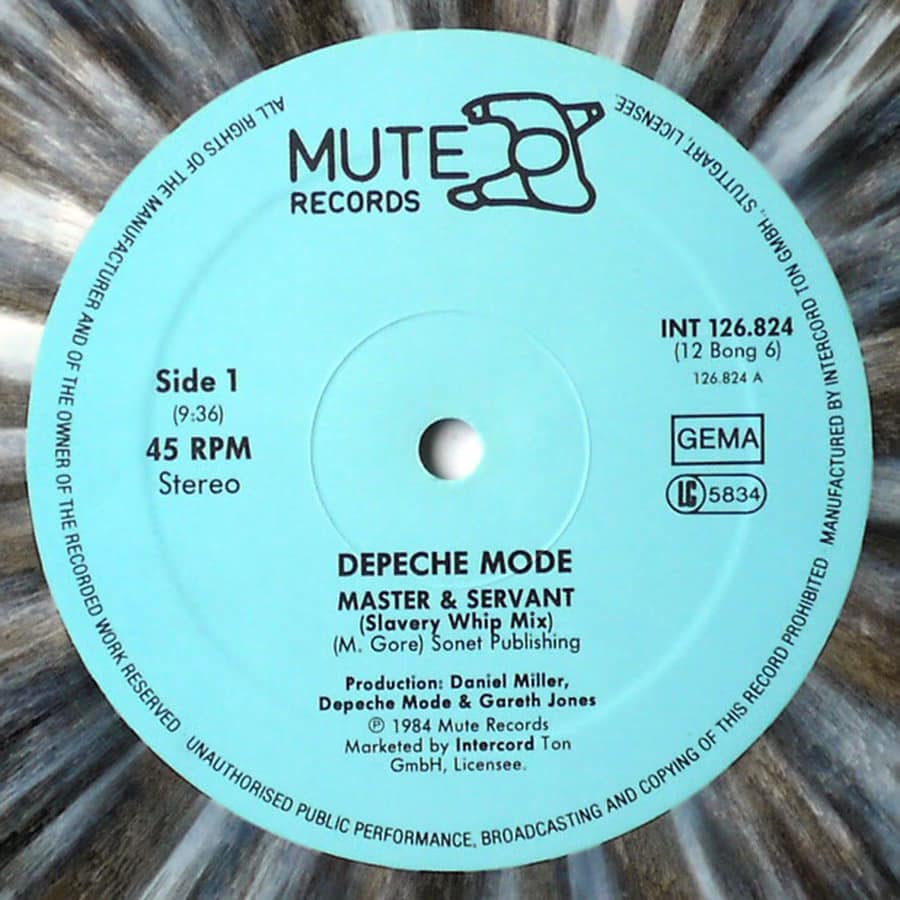 MUTE
RECORDS
INT 126.824
(12 Bong 6)
126.824 A
Side 1
(9:36)
45 RPM
Stereo
GEMA
LC 5834
DEPECHE MODE
MASTER & SERVANT
(Slavery Whip Mix)
(M. Gore) Sonet Publishing
Production: Daniel Miller,
Depeche Mode & Gareth Jones
℗ 1984 Mute Records
Marketed by Intercord Ton
GmbH, Licensee.
ALL RIGHTS OF THE MANUFACTURER AND OF THE OWNER OF THE RECORDED WORK RESERVED
UNAUTHORISED PUBLIC PERFORMANCE, BROADCASTING AND COPYING OF THIS RECORD PROHIBITED
MANUFACTURED BY INTERCORD TON GMBH., STUTTGART, LICENSEE.